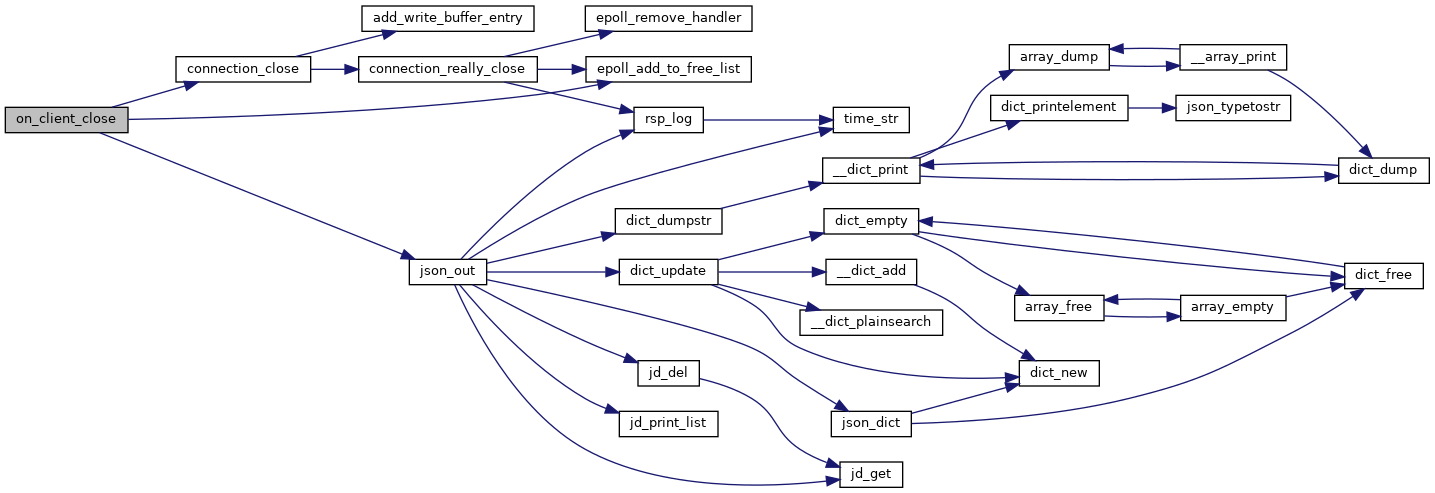 on_client_close
connection_close
add_write_buffer_entry
connection_really_close
epoll_remove_handler
epoll_add_to_free_list
rsp_log
time_str
json_out
dict_dumpstr
dict_update
jd_del
jd_print_list
__dict_print
dict_empty
__dict_add
__dict_plainsearch
json_dict
jd_get
array_dump
dict_printelement
__array_print
json_typetostr
dict_dump
array_free
array_empty
dict_free
dict_new